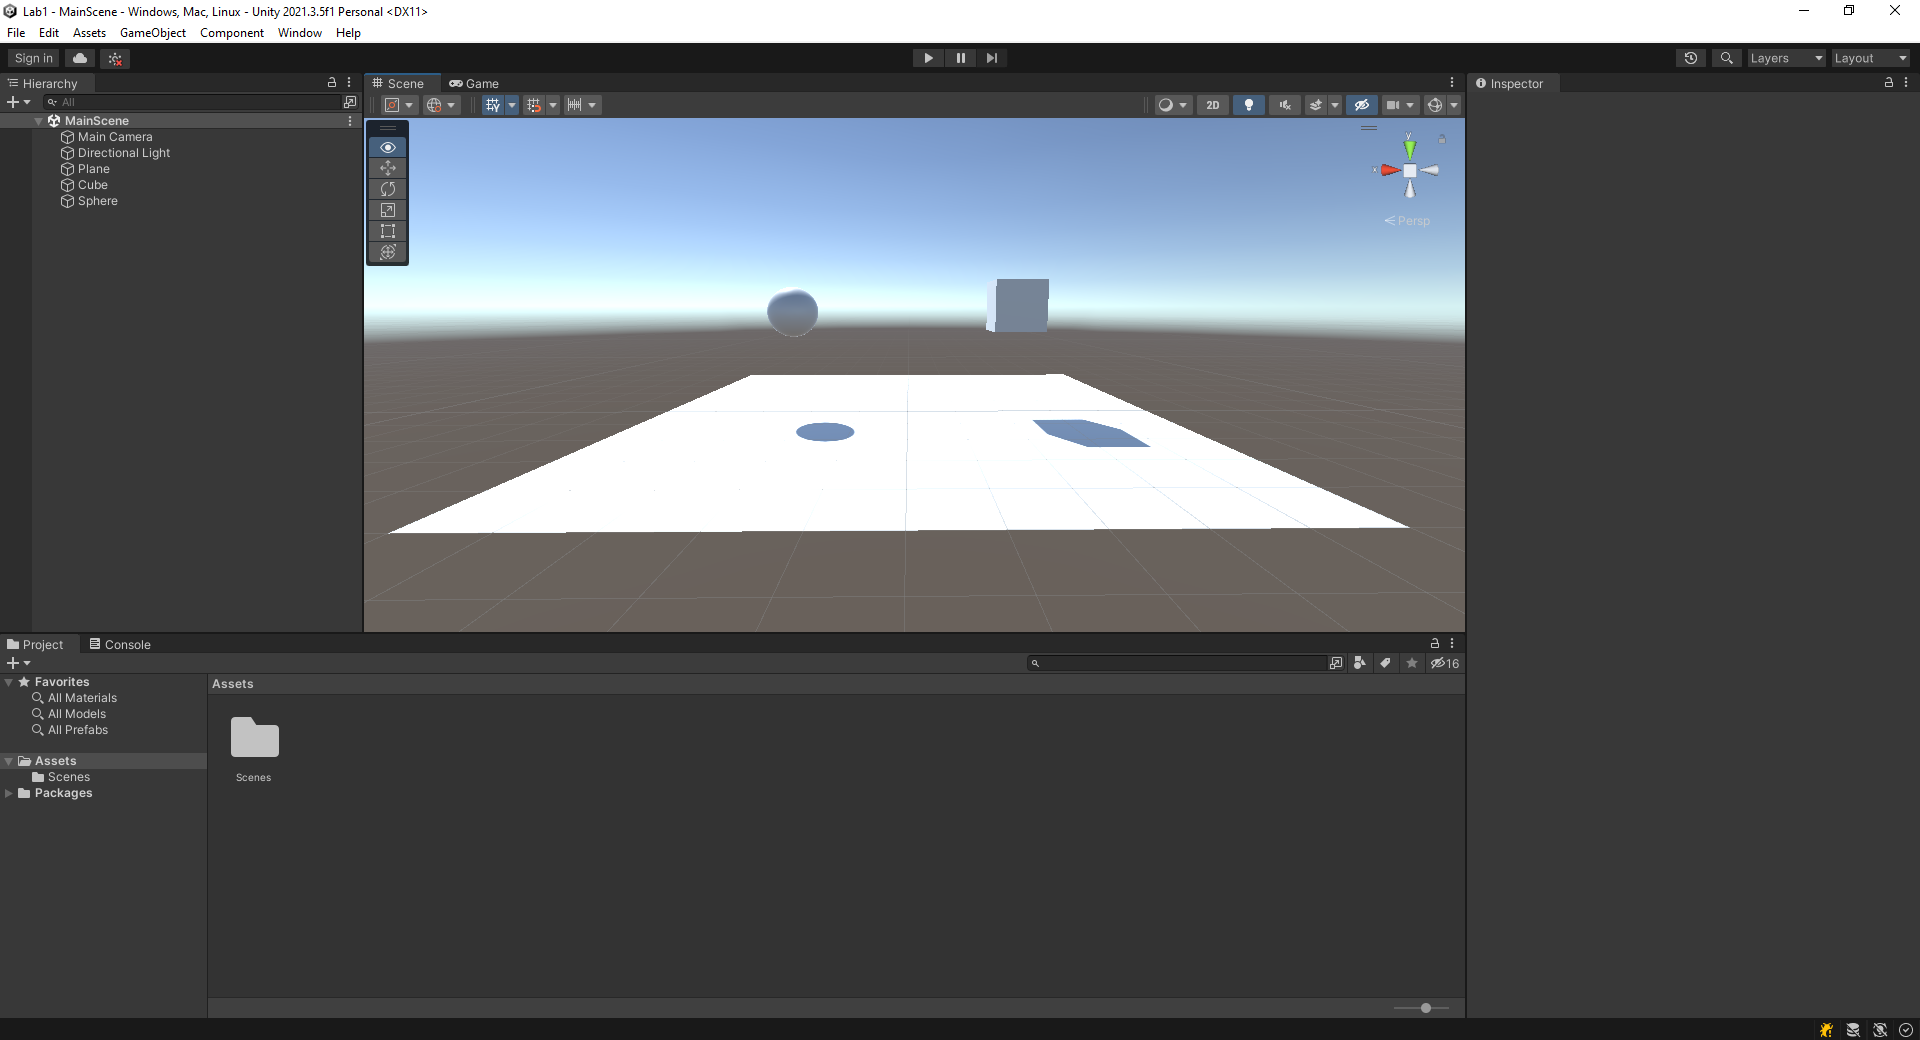 Lab1 - MainScene - Windows, Mac, Linux - Unity 2021.3.5f1 Personal <DX11>
File Edit Assets GameObject Component Window Help
Sign in
Layers
Layout
Hierarchy
All
MainScene
Main Camera
Directional Light
Plane
Cube
Sphere
Scene
Game
2D
y
x
Persp
Inspector
Project
Console
16
Favorites
All Materials
All Models
All Prefabs
Assets
Scenes
Packages
Assets
Scenes